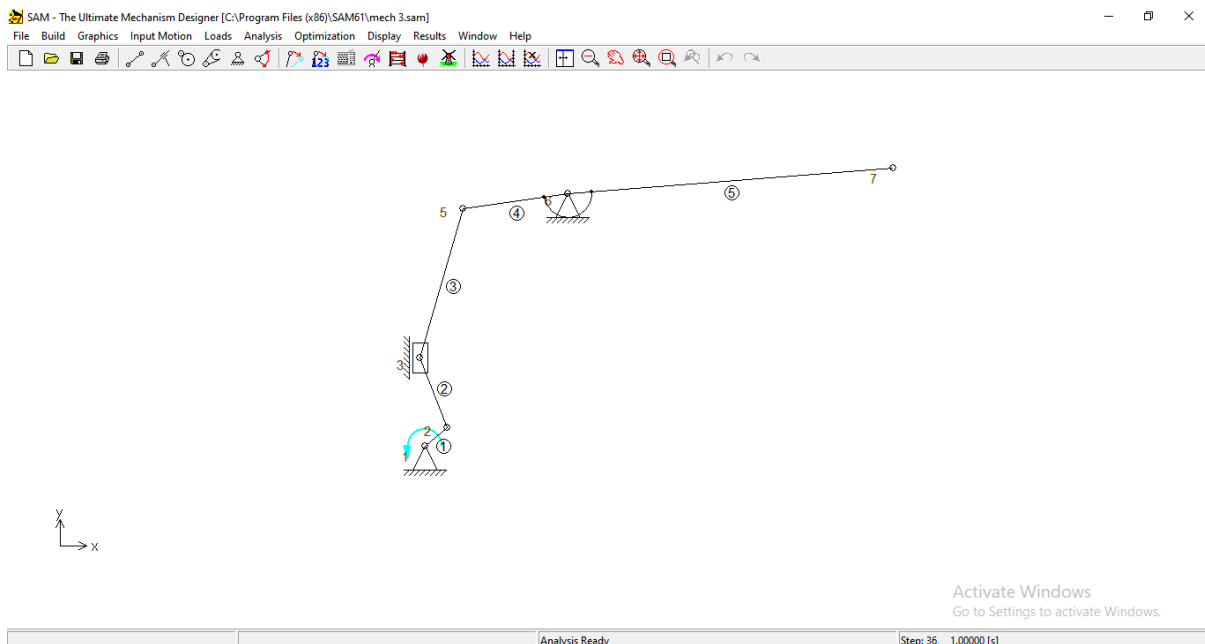 SAM - The Ultimate Mechanism Designer [C:\Program Files (x86)\SAM61\mech 3.sam]
File Build Graphics Input Motion Loads Analysis Optimization Display Results Window Help
123
7
6
5
5
4
3
3
2
2
1
1
y
x
Activate Windows
Go to Settings to activate Windows.
Analysis Ready
Step: 36, 1.00000 [s]